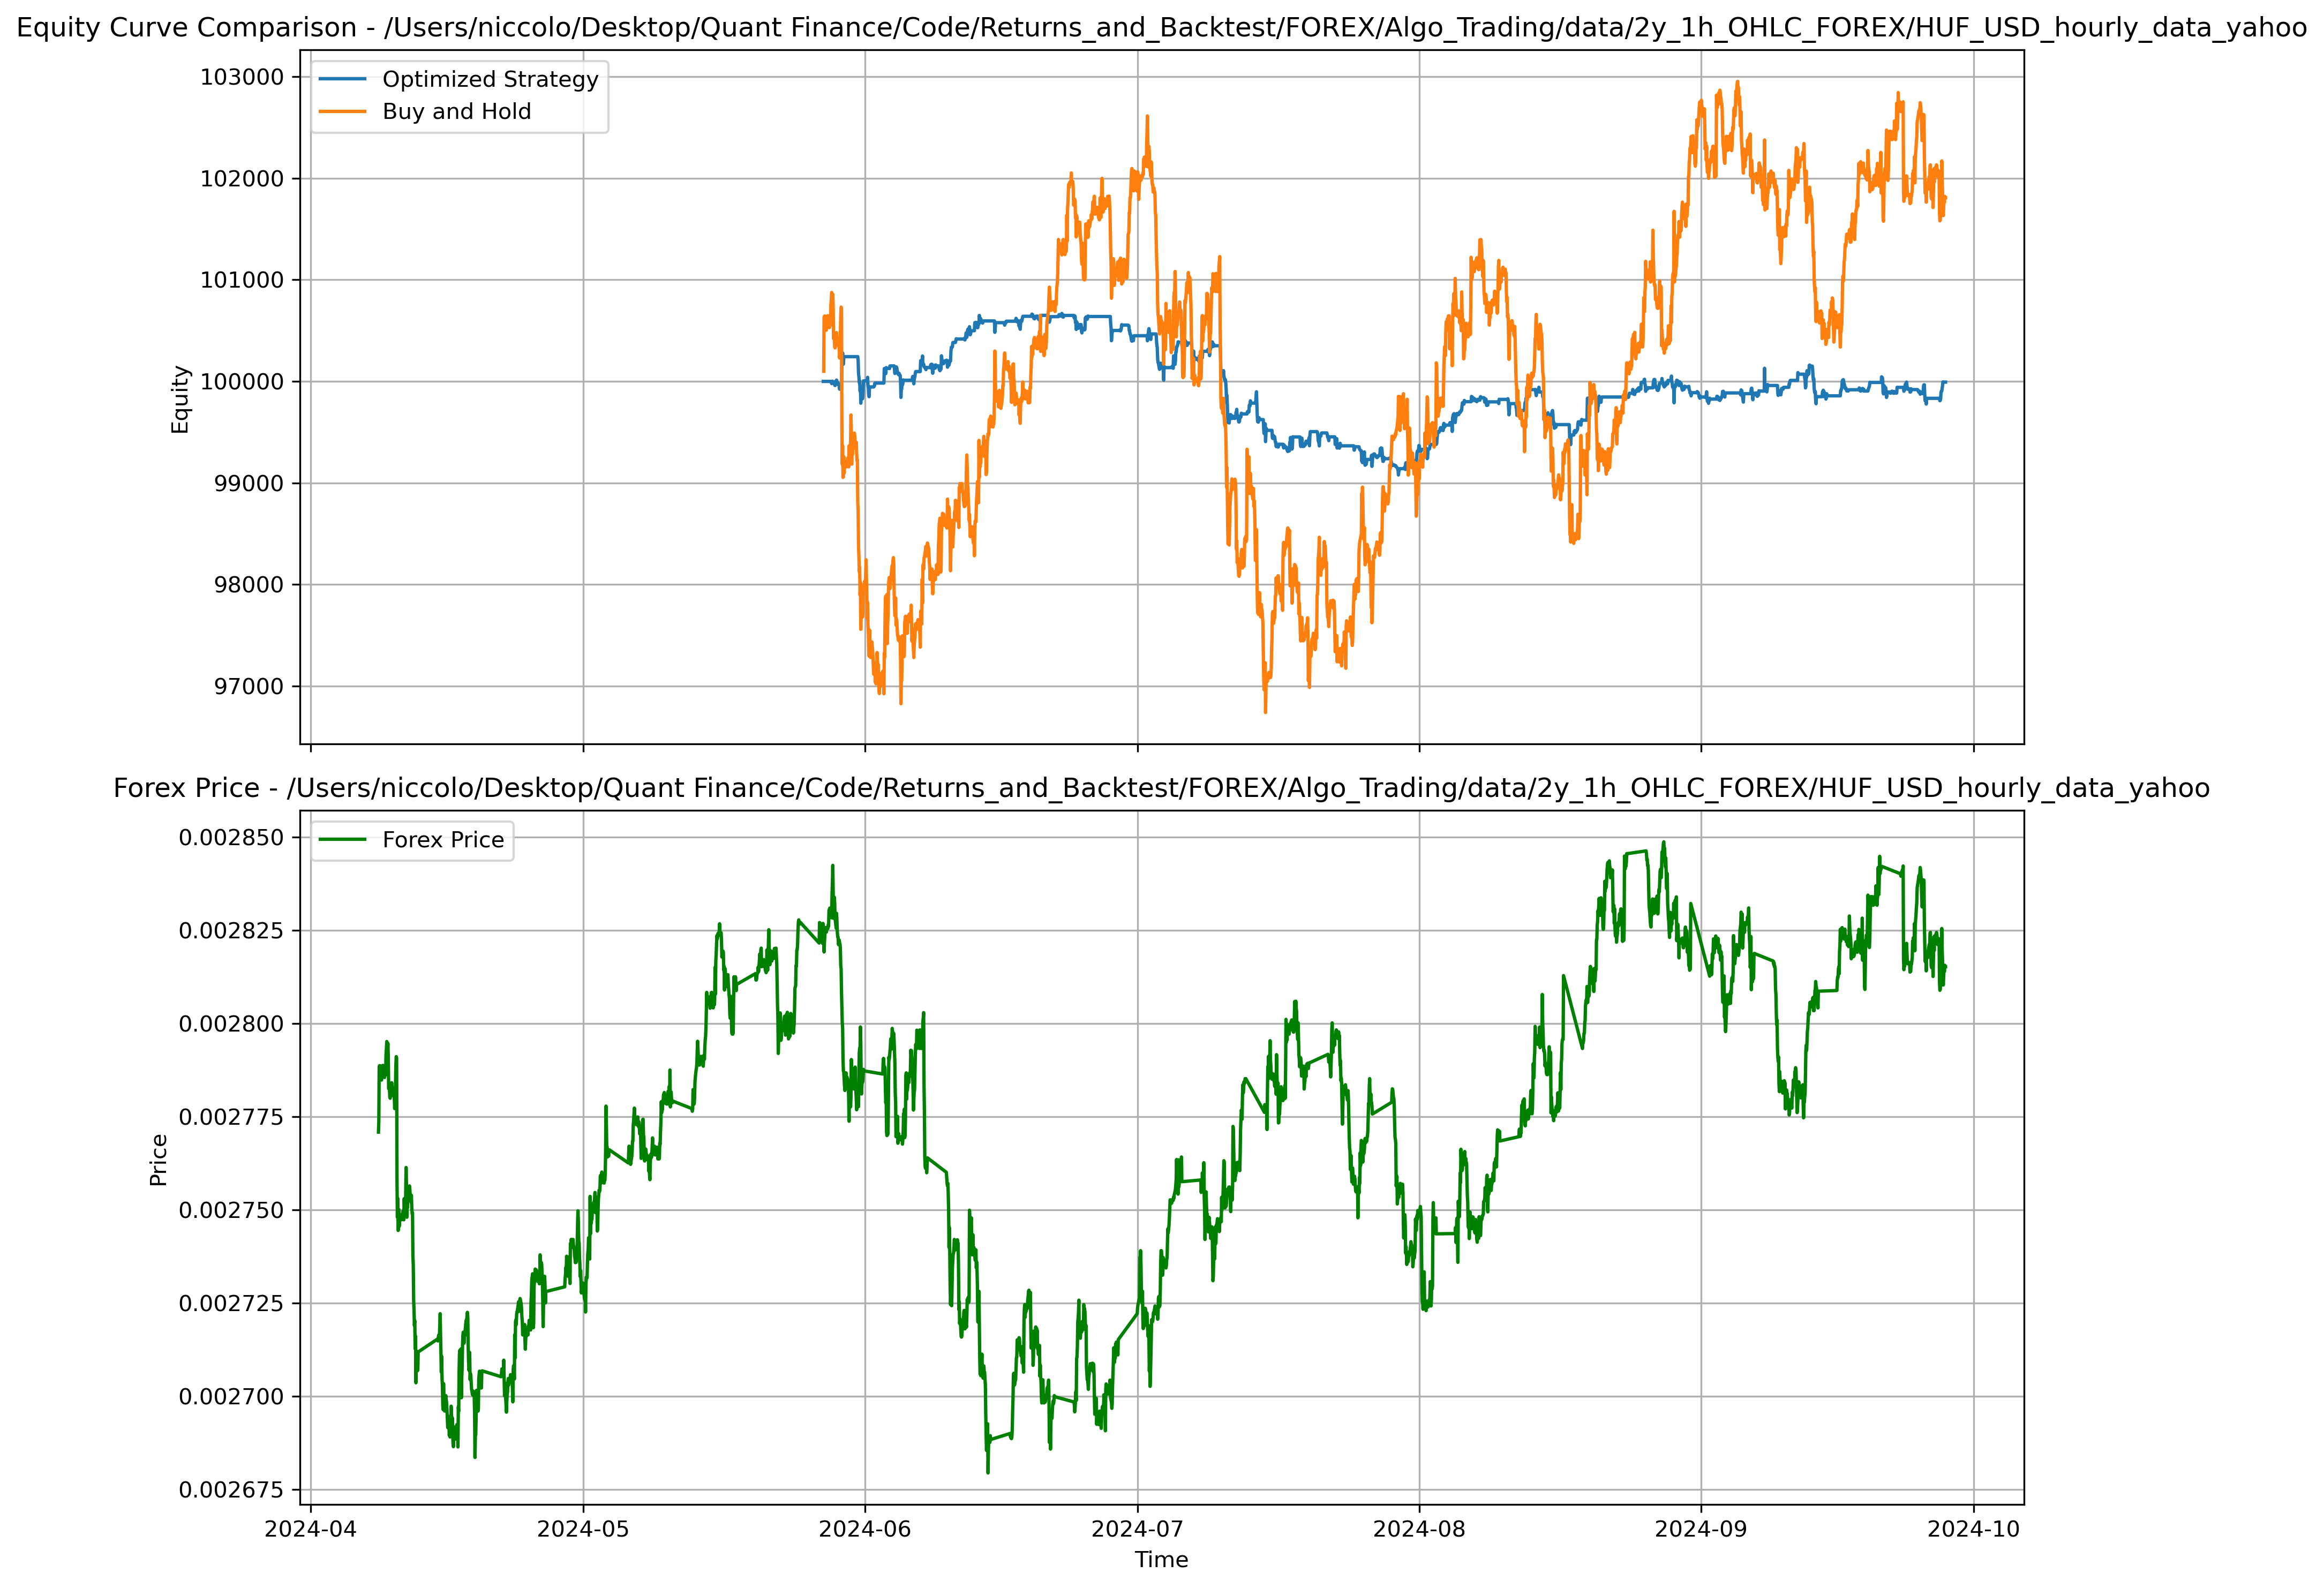 Equity Curve Comparison - /Users/niccolo/Desktop/Quant Finance/Code/Returns_and_Backtest/FOREX/Algo_Trading/data/2y_1h_OHLC_FOREX/HUF_USD_hourly_data_yahoo
103000
102000
101000
100000
99000
98000
97000
Equity
Optimized Strategy
Buy and Hold
Forex Price - /Users/niccolo/Desktop/Quant Finance/Code/Returns_and_Backtest/FOREX/Algo_Trading/data/2y_1h_OHLC_FOREX/HUF_USD_hourly_data_yahoo
0.002850
0.002825
0.002800
0.002775
0.002750
0.002725
0.002700
0.002675
Price
Forex Price
2024-04 2024-05 2024-06 2024-07 2024-08 2024-09 2024-10
Time